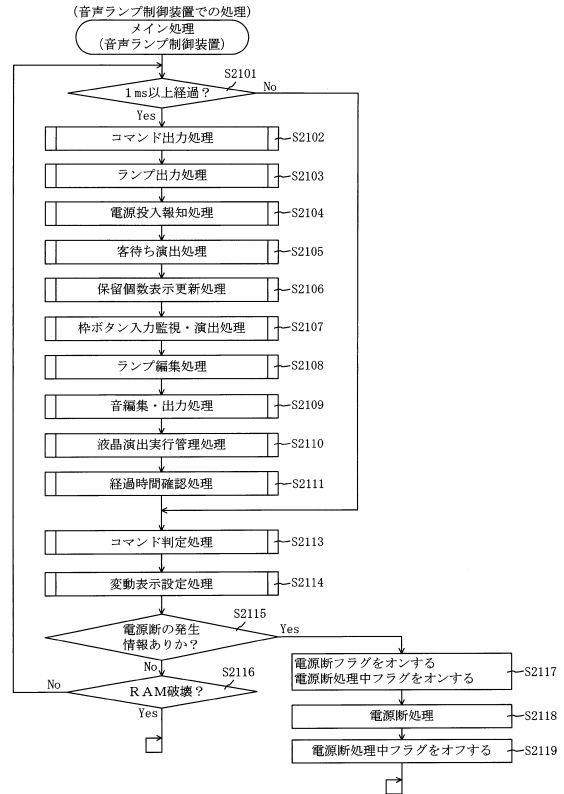 (音声ランプ制御装置での処理)
メイン処理
(音声ランプ制御装置)
S2101
1ms以上経過?
No
Yes
コマンド出力処理 S2102
ランプ出力処理 S2103
電源投入報知処理 S2104
客待ち演出処理 S2105
保留個数表示更新処理 S2106
枠ボタン入力監視・演出処理 S2107
ランプ編集処理 S2108
音編集・出力処理 S2109
液晶演出実行管理処理 S2110
経過時間確認処理 S2111
コマンド判定処理 S2113
変動表示設定処理 S2114
S2115
電源断の発生
情報ありか?
Yes
No
S2116
RAM破壊?
No
Yes
電源断フラグをオンする
電源断処理中フラグをオンする
S2117
電源断処理 S2118
電源断処理中フラグをオフする S2119